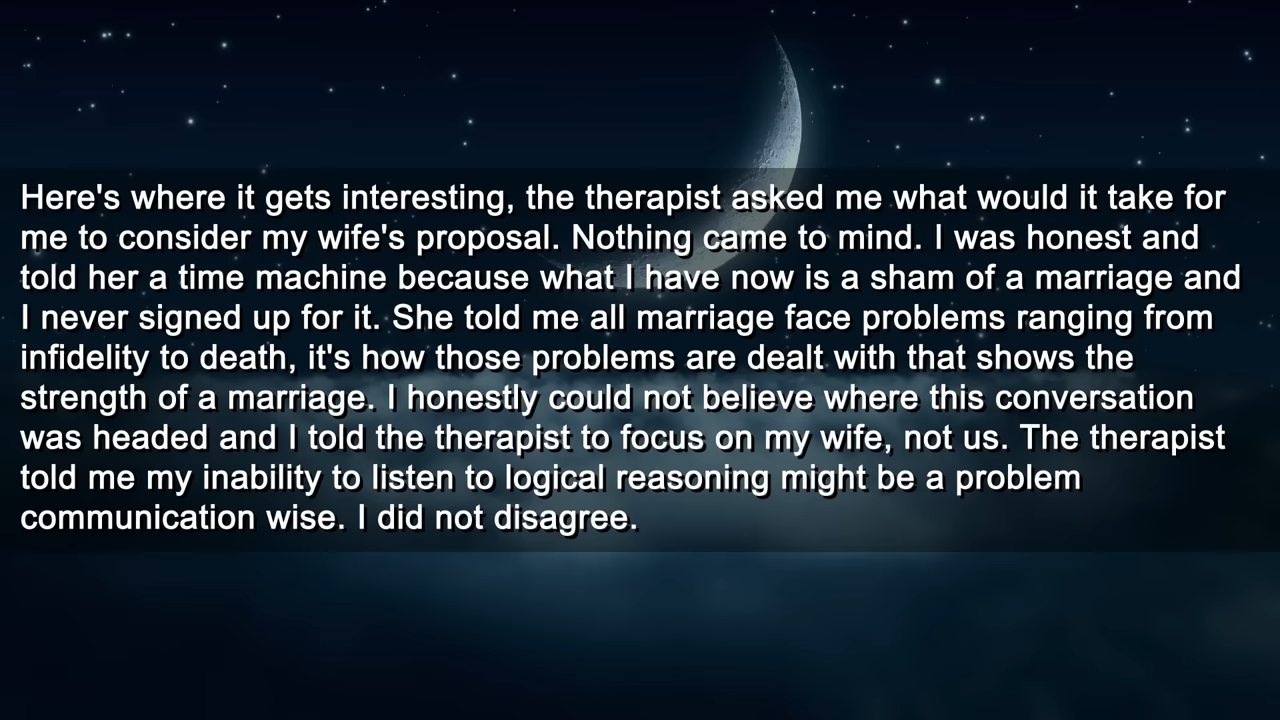 Here's where it gets interesting, the therapist asked me what would it take for
me to consider my wife's proposal. Nothing came to mind. I was honest and
told her a time machine because what I have now is a sham of a marriage and
I never signed up for it. She told me all marriage face problems ranging from
infidelity to death, it's how those problems are dealt with that shows the
strength of a marriage. I honestly could not believe where this conversation
was headed and I told the therapist to focus on my wife, not us. The therapist
told me my inability to listen to logical reasoning might be a problem
communication wise. I did not disagree.